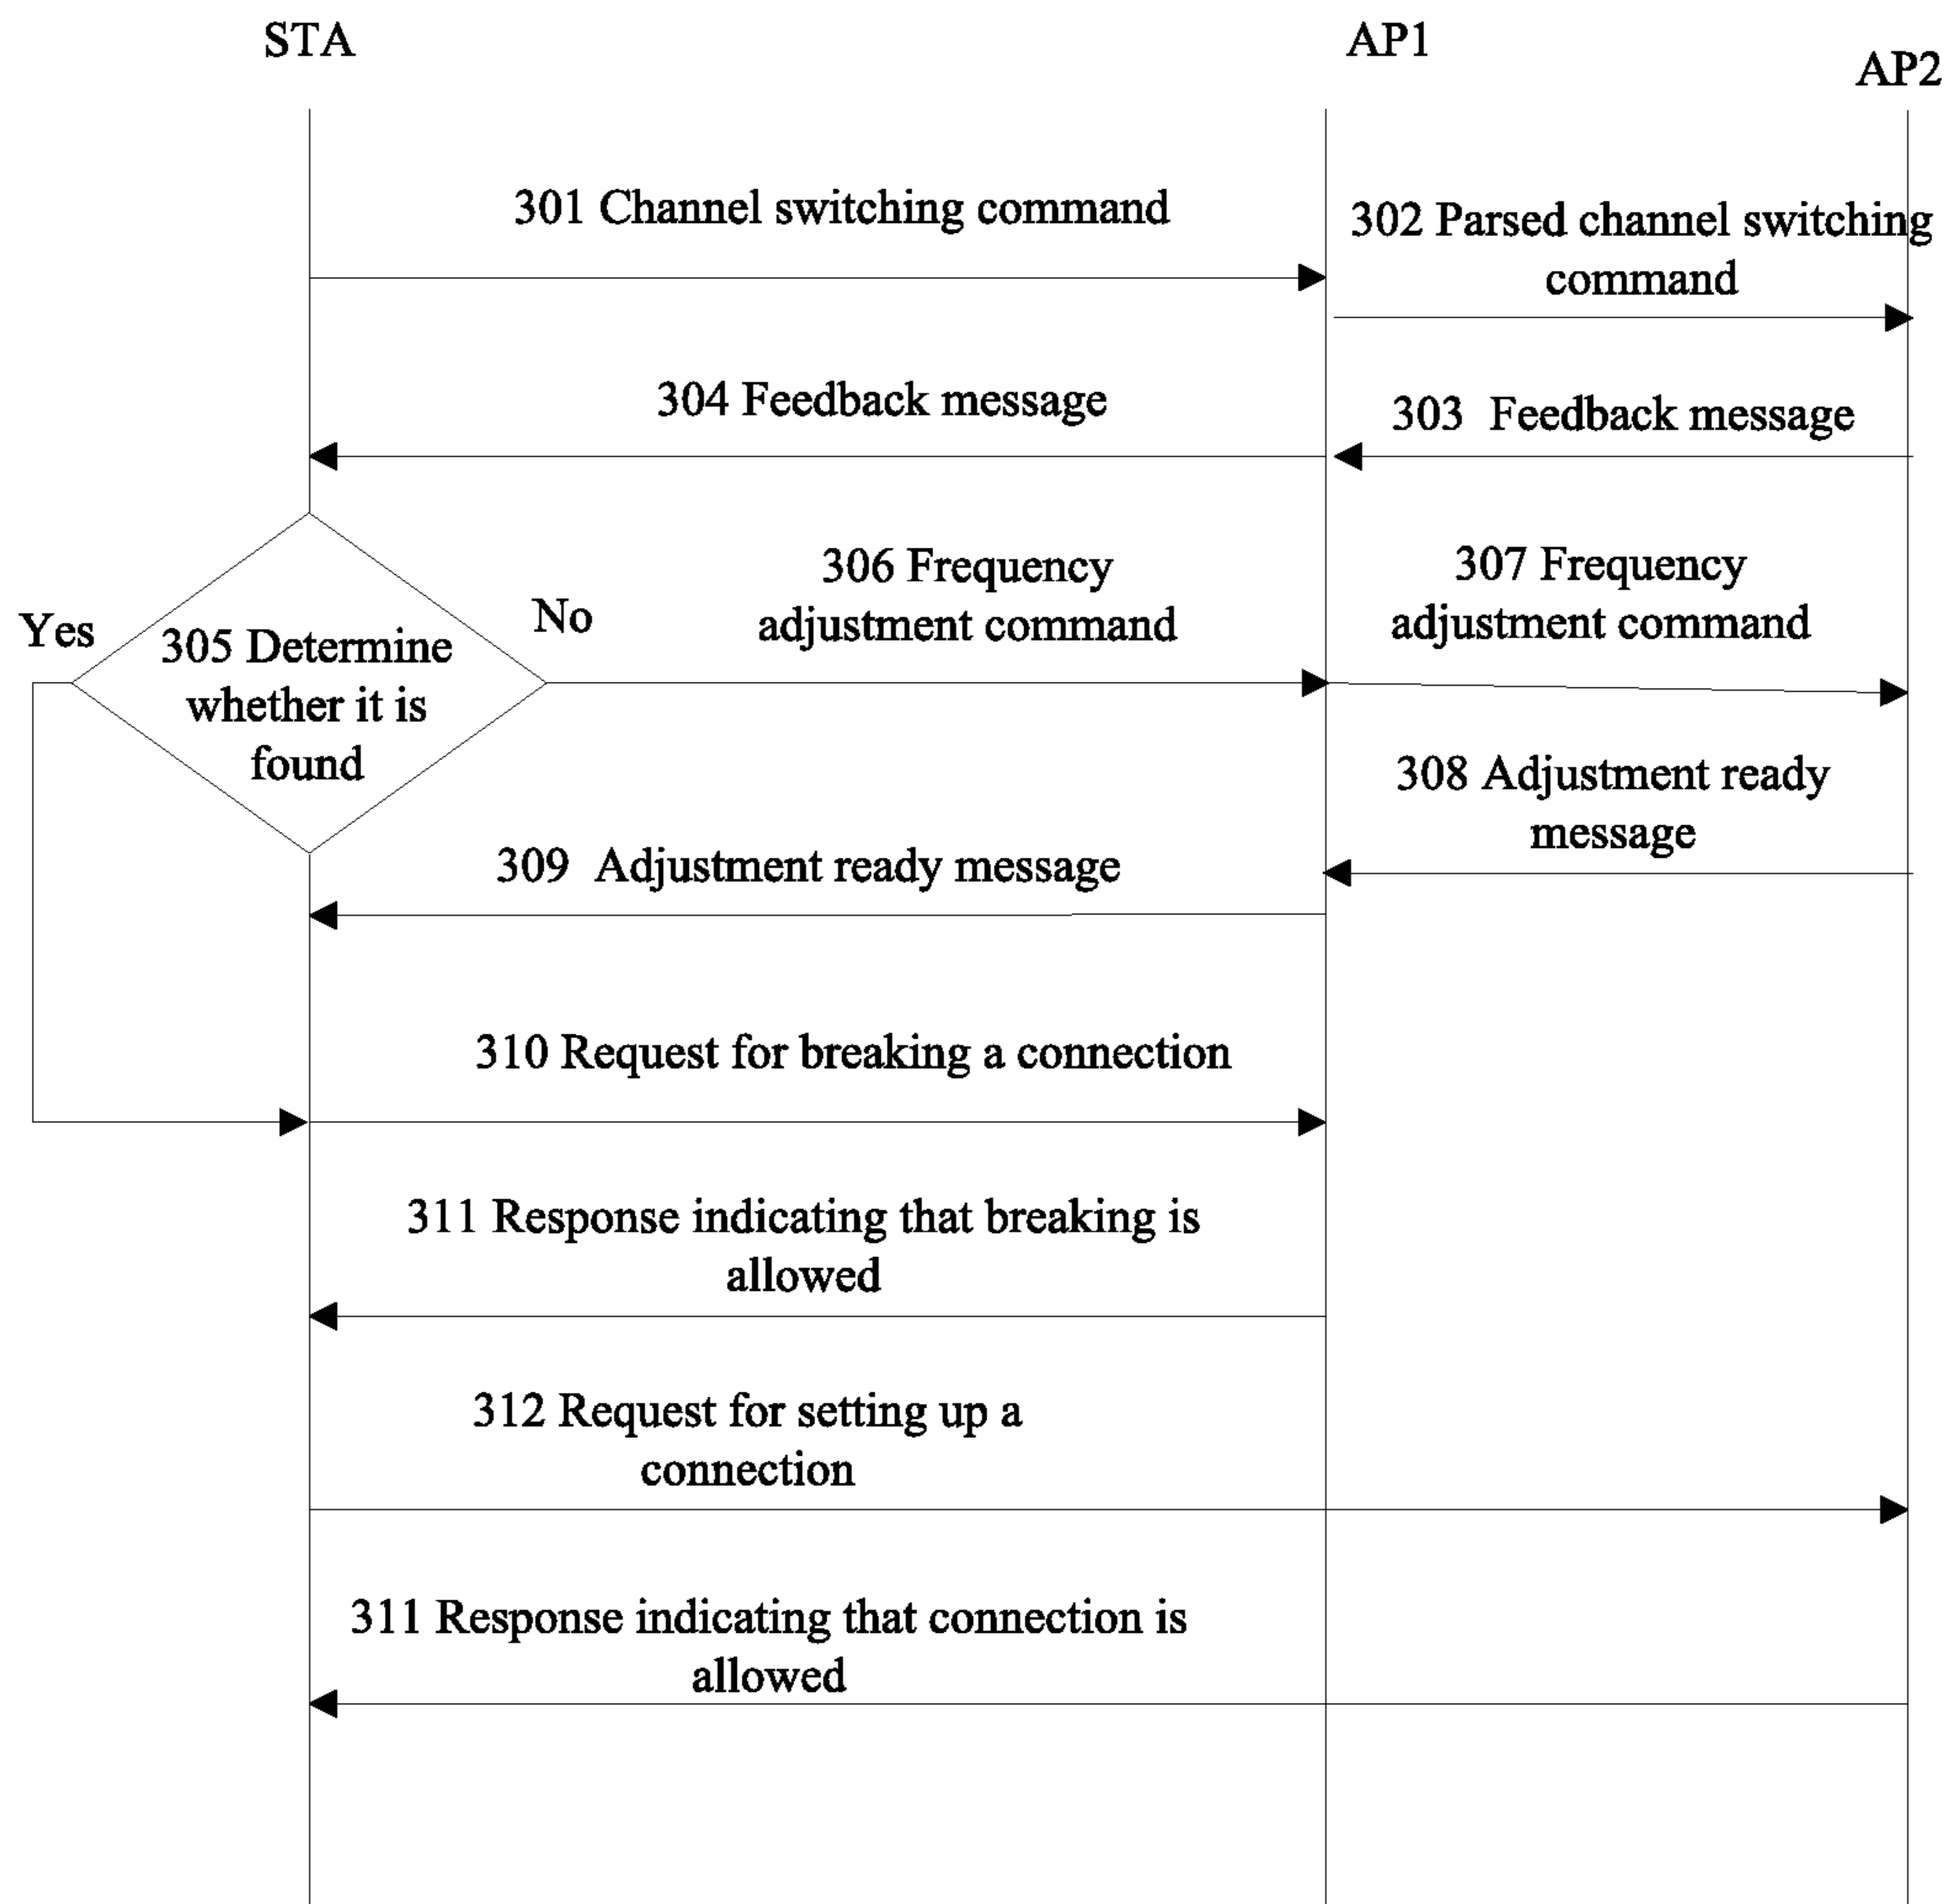 STA
AP1
AP2
301 Channel switching command
302 Parsed channel switching
command
304 Feedback message
303 Feedback message
306 Frequency
adjustment command
307 Frequency
adjustment command
Yes
No
305 Determine
whether it is
found
308 Adjustment ready
message
309 Adjustment ready message
310 Request for breaking a connection
311 Response indicating that breaking is
allowed
312 Request for setting up a
connection
311 Response indicating that connection is
allowed